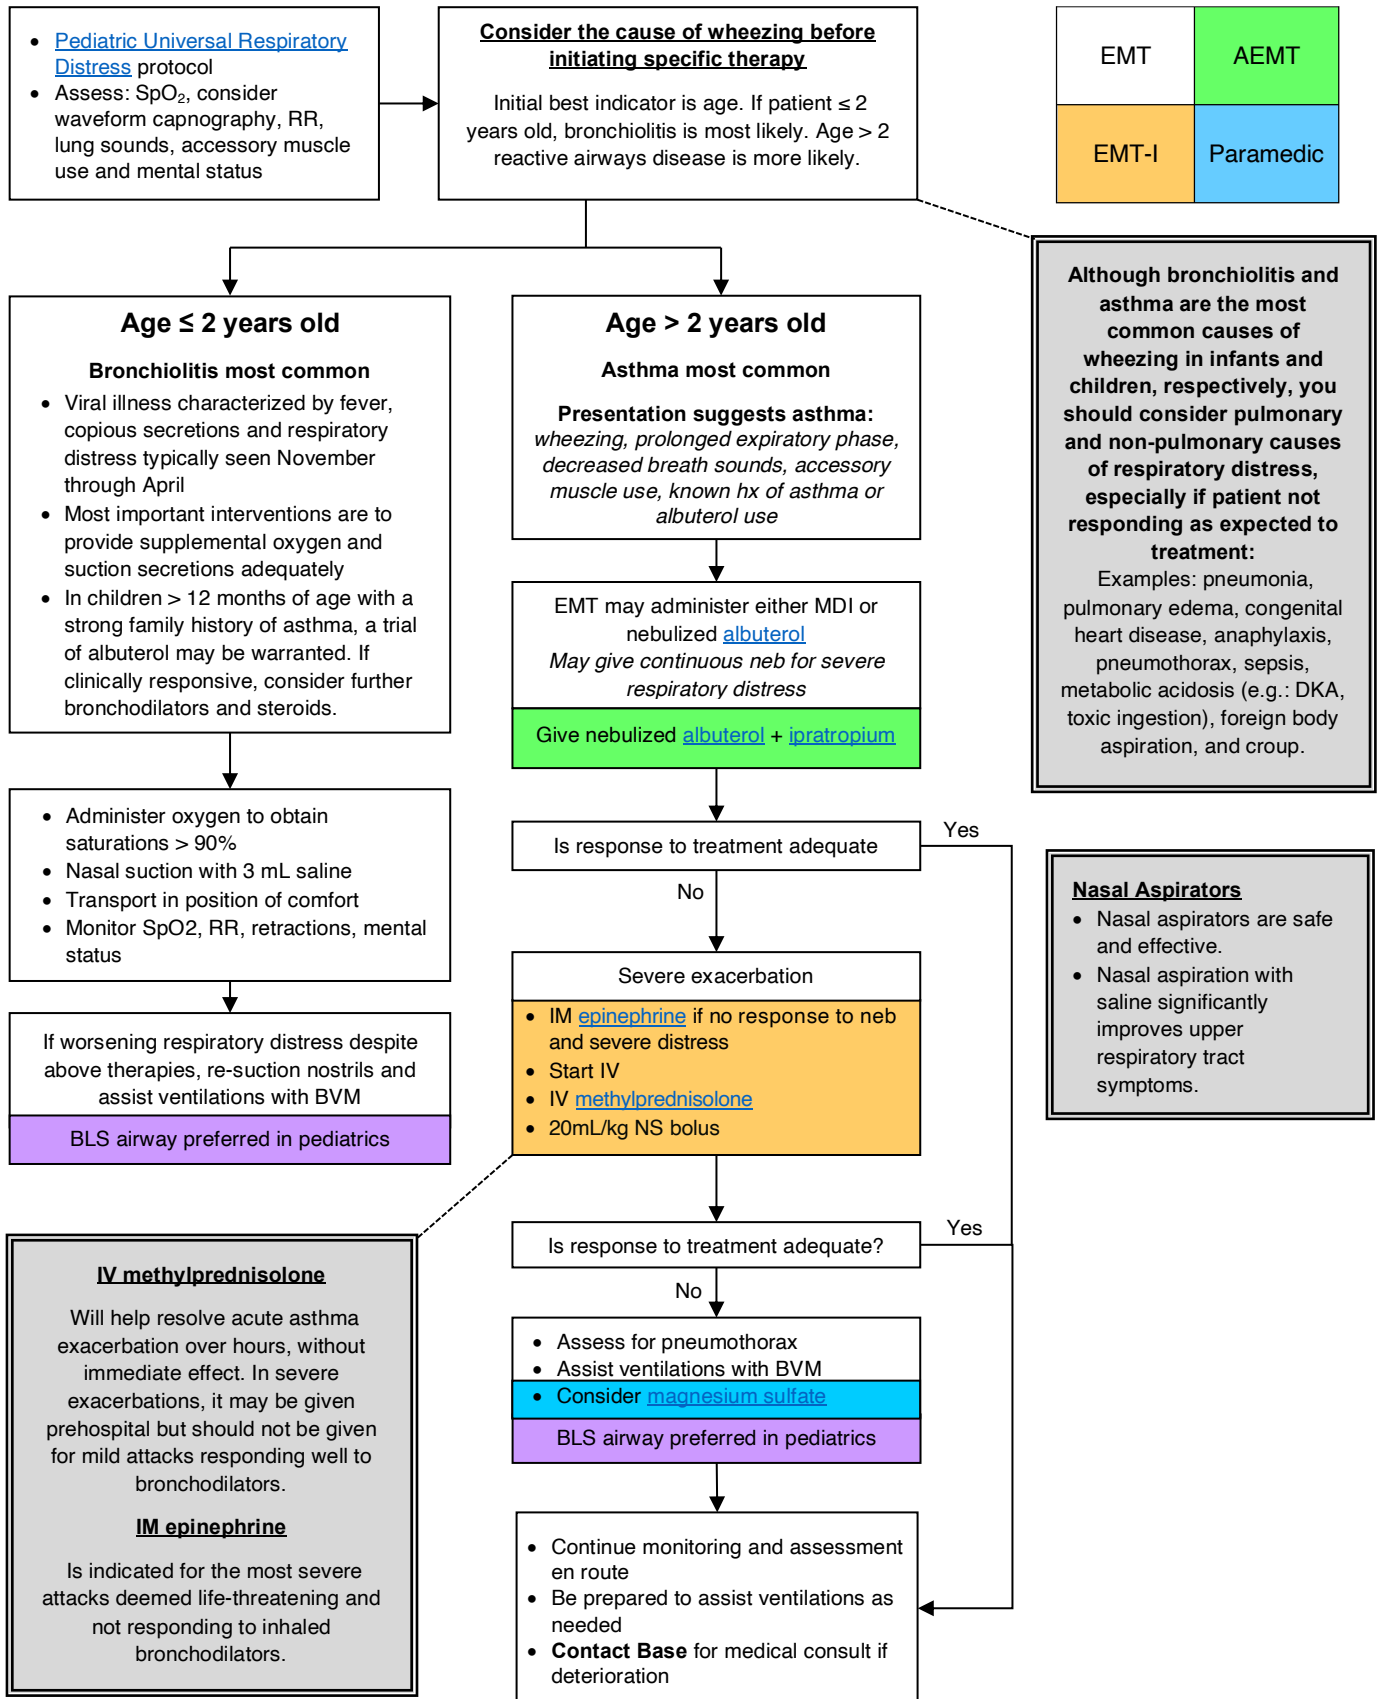 • Pediatric Universal Respiratory
Distress protocol
• Assess: SpO₂, consider
waveform capnography, RR,
lung sounds, accessory muscle
use and mental status
Consider the cause of wheezing before
initiating specific therapy
Initial best indicator is age. If patient ≤ 2
years old, bronchiolitis is most likely. Age > 2
reactive airways disease is more likely.
EMT
AEMT
EMT-I
Paramedic
Although bronchiolitis and
asthma are the most
common causes of
wheezing in infants and
children, respectively, you
should consider pulmonary
and non-pulmonary causes
of respiratory distress,
especially if patient not
responding as expected to
treatment:
Examples: pneumonia,
pulmonary edema, congenital
heart disease, anaphylaxis,
pneumothorax, sepsis,
metabolic acidosis (e.g.: DKA,
toxic ingestion), foreign body
aspiration, and croup.
Age ≤ 2 years old
Bronchiolitis most common
• Viral illness characterized by fever,
copious secretions and respiratory
distress typically seen November
through April
• Most important interventions are to
provide supplemental oxygen and
suction secretions adequately
• In children > 12 months of age with a
strong family history of asthma, a trial
of albuterol may be warranted. If
clinically responsive, consider further
bronchodilators and steroids.
• Administer oxygen to obtain
saturations > 90%
• Nasal suction with 3 mL saline
• Transport in position of comfort
• Monitor SpO2, RR, retractions, mental
status
If worsening respiratory distress despite
above therapies, re-suction nostrils and
assist ventilations with BVM
BLS airway preferred in pediatrics
Age > 2 years old
Asthma most common
Presentation suggests asthma:
wheezing, prolonged expiratory phase,
decreased breath sounds, accessory
muscle use, known hx of asthma or
albuterol use
EMT may administer either MDI or
nebulized albuterol
May give continuous neb for severe
respiratory distress
Give nebulized albuterol + ipratropium
Is response to treatment adequate
Yes
No
Severe exacerbation
• IM epinephrine if no response to neb
and severe distress
• Start IV
• IV methylprednisolone
• 20mL/kg NS bolus
Is response to treatment adequate?
Yes
No
• Assess for pneumothorax
• Assist ventilations with BVM
• Consider magnesium sulfate
BLS airway preferred in pediatrics
• Continue monitoring and assessment
en route
• Be prepared to assist ventilations as
needed
• Contact Base for medical consult if
deterioration
Nasal Aspirators
• Nasal aspirators are safe
and effective.
• Nasal aspiration with
saline significantly
improves upper
respiratory tract
symptoms.
IV methylprednisolone
Will help resolve acute asthma
exacerbation over hours, without
immediate effect. In severe
exacerbations, it may be given
prehospital but should not be given
for mild attacks responding well to
bronchodilators.
IM epinephrine
Is indicated for the most severe
attacks deemed life-threatening and
not responding to inhaled
bronchodilators.